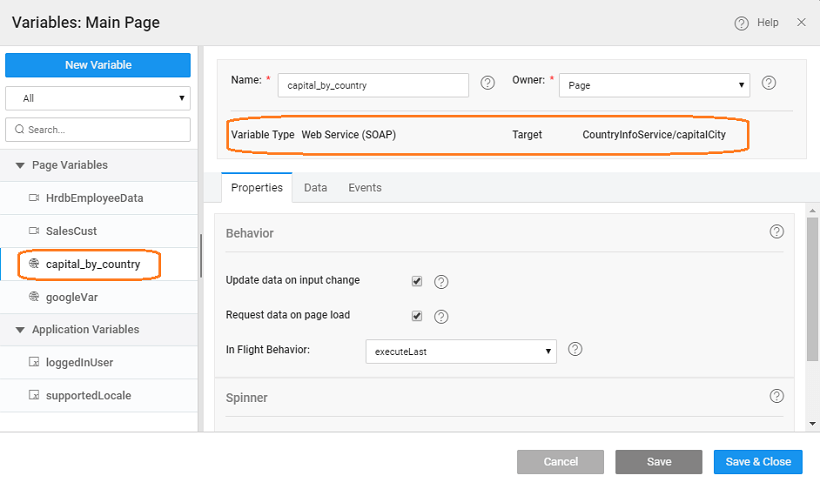 Variables: Main Page
Help
New Variable
All
Search...
Page Variables
HrdbEmployeeData
SalesCust
capital_by_country
googleVar
Application Variables
loggedInUser
supportedLocale
Name: * capital_by_country Owner: * Page
Variable Type Web Service (SOAP) Target CountryInfoService/capitalCity
Properties Data Events
Behavior
Update data on input change
Request data on page load
In Flight Behavior: executeLast
Spinner
Cancel Save Save & Close